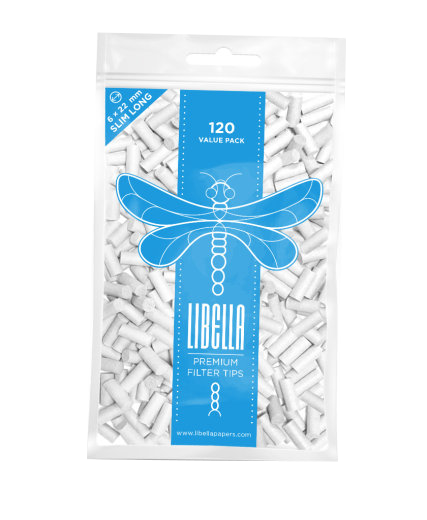 6 x 22 mm
SLIM LONG
120
VALUE PACK
LIBELLA
PREMIUM
FILTER TIPS
www.libellapapers.com